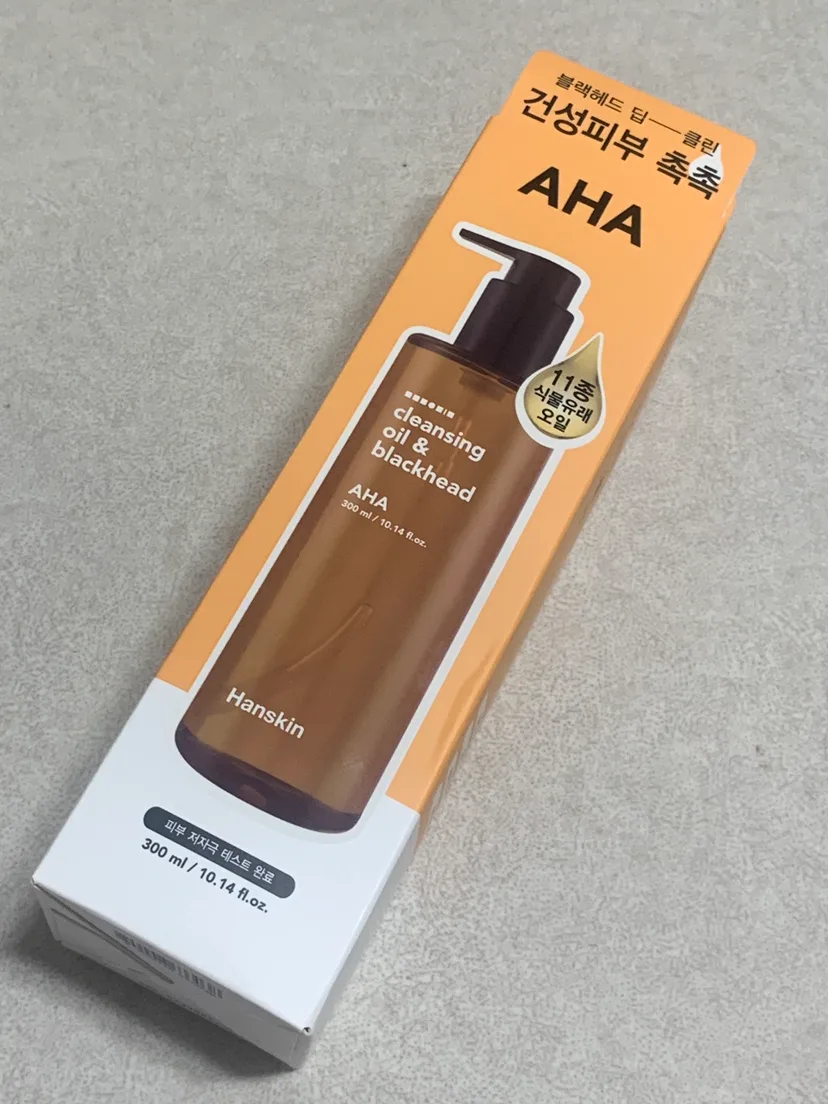 블랙헤드 딥 — 클린
건성피부 촉촉
AHA
11종
식물유래
오일
cleansing
oil &
blackhead
AHA
300 ml / 10.14 fl.oz.
Hanskin
피부 저자극 테스트 완료
300 ml / 10.14 fl.oz.